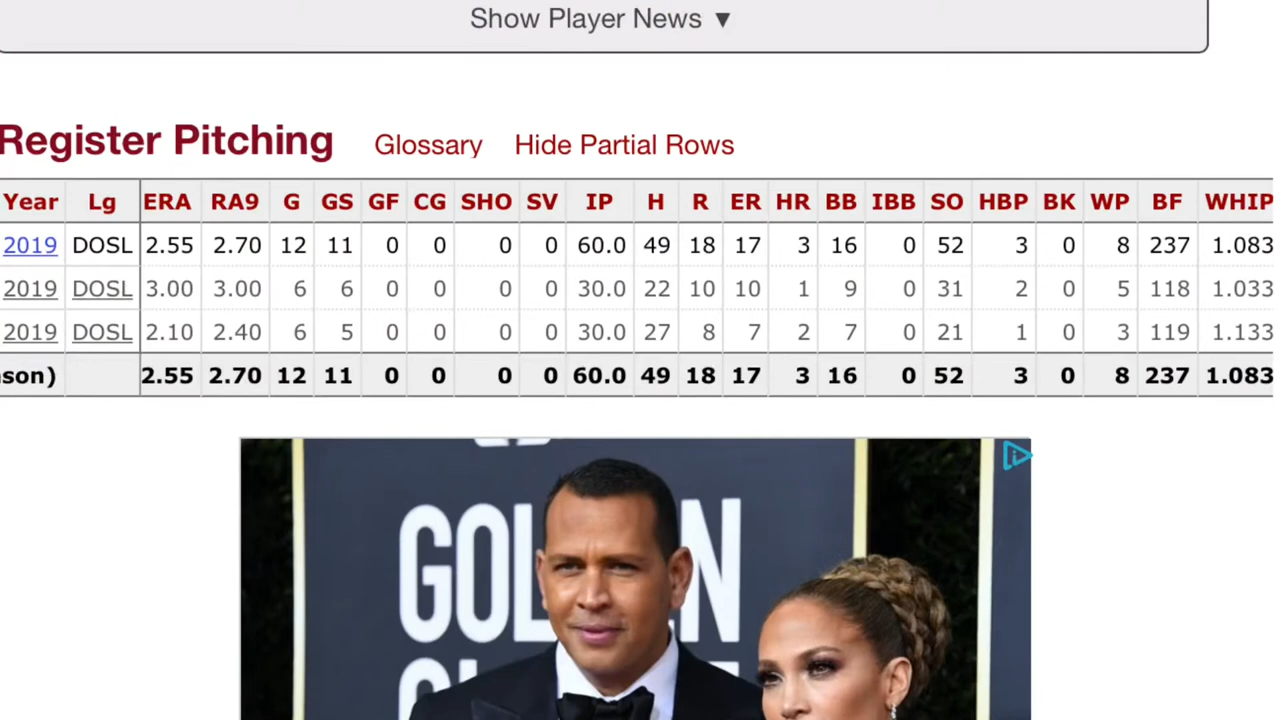 Show Player News ▼
Register Pitching Glossary Hide Partial Rows
Year Lg ERA RA9 G GS GF CG SHO SV IP H R ER HR BB IBB SO HBP BK WP BF WHIP
2019 DOSL 2.55 2.70 12 11 0 0 0 0 60.0 49 18 17 3 16 0 52 3 0 8 237 1.083
2019 DOSL 3.00 3.00 6 6 0 0 0 0 30.0 22 10 10 1 9 0 31 2 0 5 118 1.033
2019 DOSL 2.10 2.40 6 5 0 0 0 0 30.0 27 8 7 2 7 0 21 1 0 3 119 1.133
son) 2.55 2.70 12 11 0 0 0 0 60.0 49 18 17 3 16 0 52 3 0 8 237 1.083
GOL EN